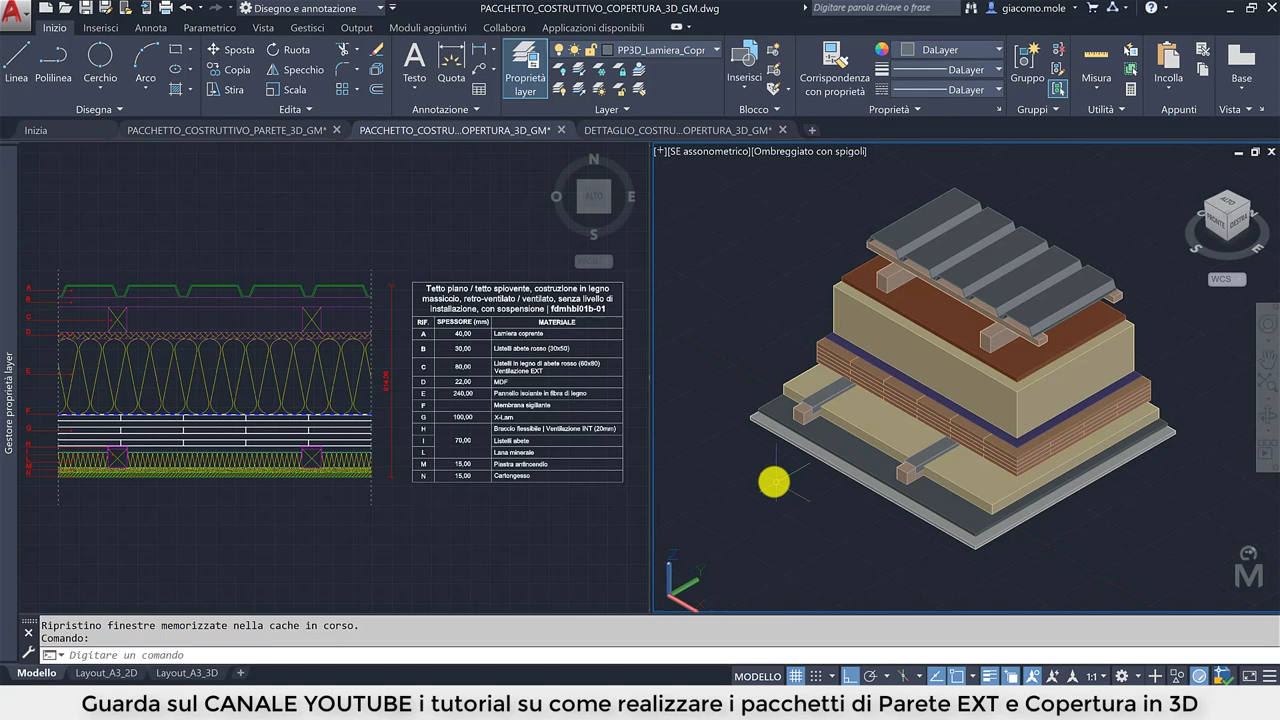 Disegno e annotazione
PACCHETTO_COSTRUTTIVO_COPERTURA_3D_GM.dwg
Digitare parola chiave o frase
giacomo.mole
Inizio
Inserisci
Annota
Parametrico
Vista
Gestisci
Output
Moduli aggiuntivi
Collabora
Applicazioni disponibili
Linea
Polilinea
Cerchio
Arco
Sposta
Ruota
Copia
Specchio
Stira
Scala
Testo
Quota
Proprietà
layer
PP3D_Lamiera_Copr
Inserisci
Corrispondenza
con proprietà
DaLayer
DaLayer
DaLayer
Gruppo
Misura
Incolla
Base
Disegna
Edita
Annotazione
Layer
Blocco
Proprietà
Gruppi
Utilità
Appunti
Vista
Inizia
PACCHETTO_COSTRUTTIVO_PARETE_3D_GM*
PACCHETTO_COSTRU...OPERTURA_3D_GM*
DETTAGLIO_COSTRU...OPERTURA_3D_GM*
[+][SE assonometrico][Ombreggiato con spigoli]
Gestore proprietà layer
N
O
ALTO
E
S
WCS
A
B
C
D
E
F
G
H
I
L
M
N
Tetto piano / tetto spiovente, costruzione in legno
massiccio, retro-ventilato / ventilato, senza livello di
installazione, con sospensione | fdmhbl01b-01
RIF. SPESSORE (mm) MATERIALE
A 40,00 Lamiera coprente
B 30,00 Listelli abete rosso (30x50)
C 80,00 Listelli in legno di abete rosso (60x80)
Ventilazione EXT
D 22,00 MDF
E 240,00 Pannello isolante in fibra di legno
F Membrana sigillante
G 100,00 X-Lam
H Braccio flessibile | Ventilazione INT (20mm)
I 70,00 Listelli abete
L Lana minerale
M 15,00 Piastra antincendio
N 15,00 Cartongesso
ALTO
FRONTE
DESTRA
S
E
WCS
Z
Y
M
Ripristino finestre memorizzate nella cache in corso.
Comando:
Digitare un comando
Modello
Layout_A3_2D
Layout_A3_3D
MODELLO
1:1
Guarda sul CANALE YOUTUBE i tutorial su come realizzare i pacchetti di Parete EXT e Copertura in 3D